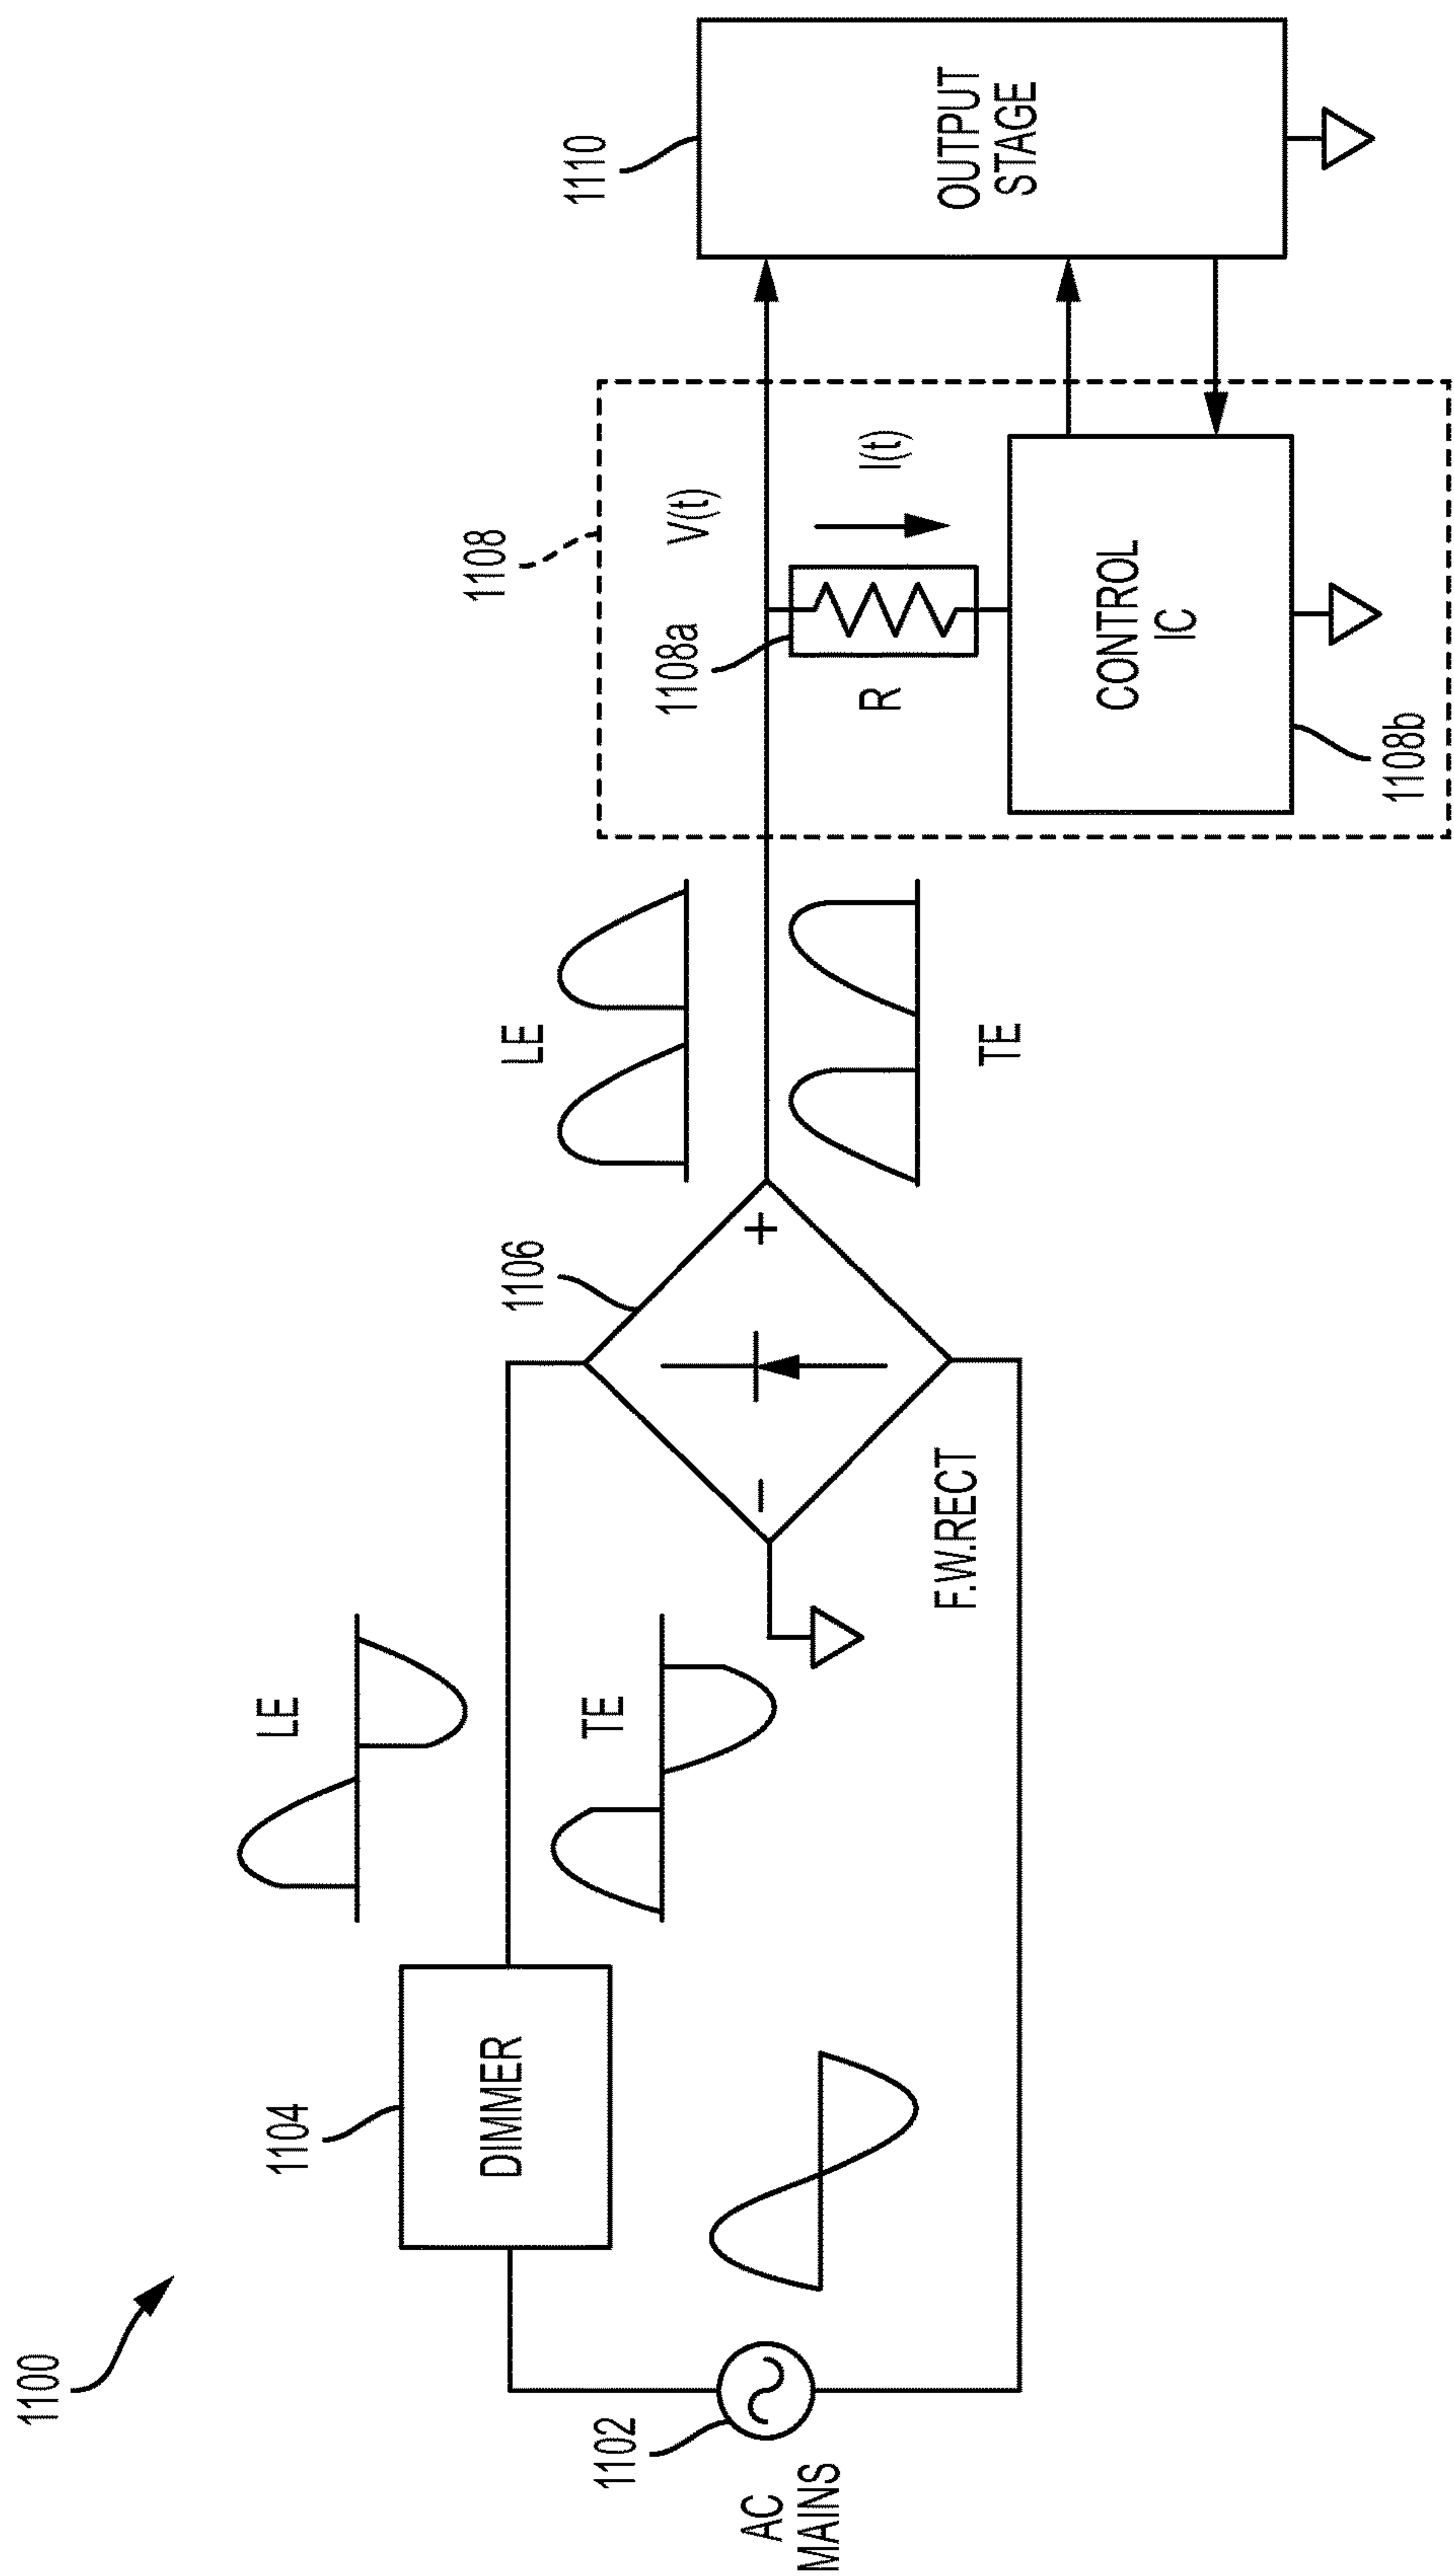 1100
1102
AC
MAINS
1104
DIMMER
LE
TE
1106
−
+
F.W.RECT
LE
TE
1108
1108a
V(t)
R
I(t)
CONTROL
IC
1108b
1110
OUTPUT
STAGE